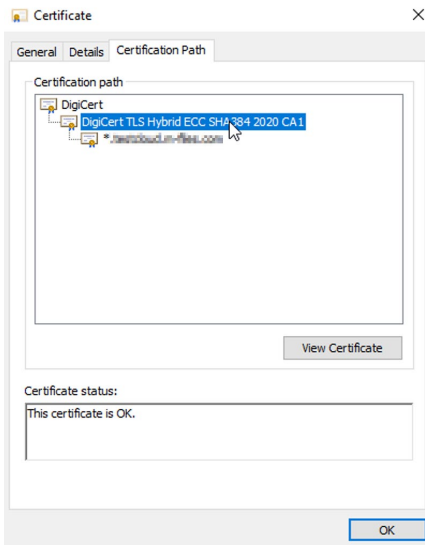 Certificate
General Details Certification Path
Certification path
DigiCert
DigiCert TLS Hybrid ECC SHA384 2020 CA1
*.
View Certificate
Certificate status:
This certificate is OK.
OK